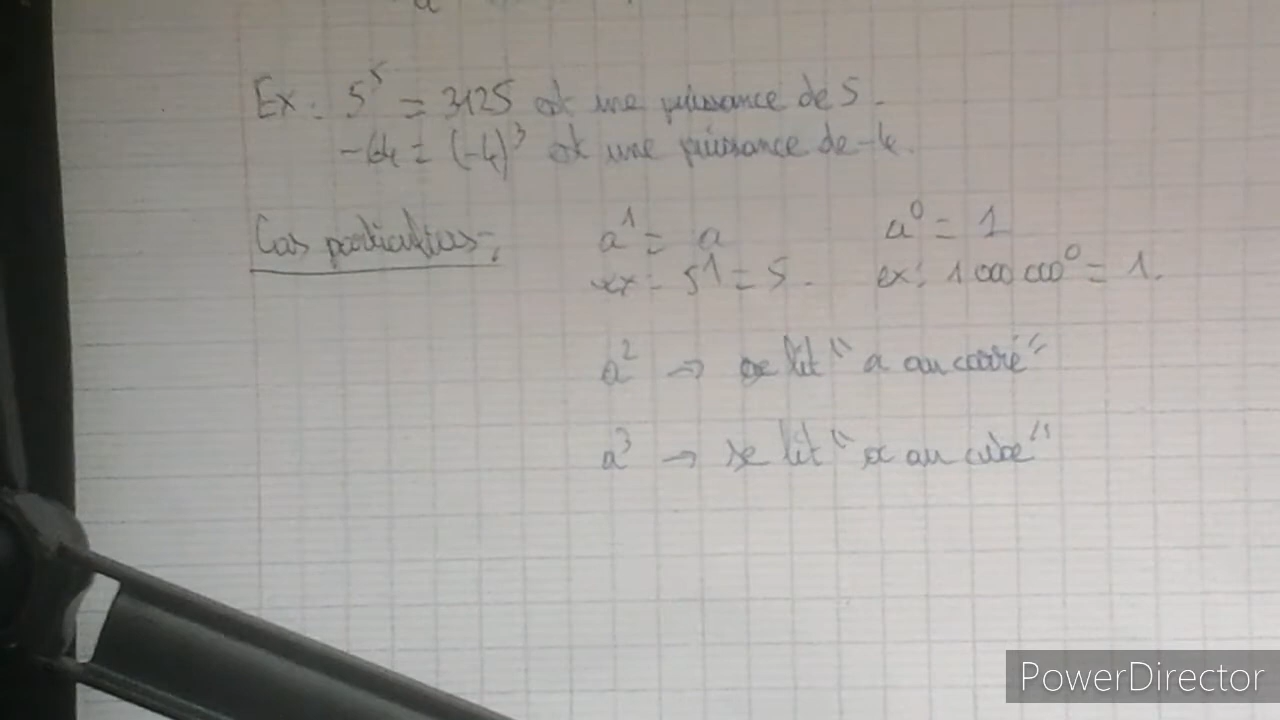 Ex: 5⁵ = 3125 est une puissance de 5.
-64 = (-4)³ est une puissance de -4.
Cas particuliers:
a¹ = a a⁰ = 1
ex: 5¹ = 5. ex: 1 000 000⁰ = 1.
a² → se lit "a au carré"
a³ → se lit "a au cube"
PowerDirector